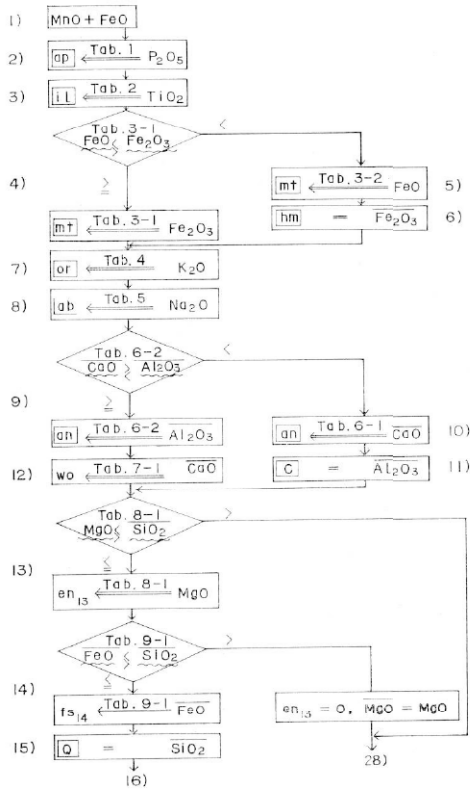 1) MnO + FeO
2) ap Tab. 1 P₂O₅
3) il Tab. 2 TiO₂
Tab. 3-1
FeO Fe₂O₃ <
4) ≥
mt Tab. 3-1 Fe₂O₃
mt Tab. 3-2 FeO 5)
hm = Fe₂O₃ 6)
7) or Tab. 4 K₂O
8) ab Tab. 5 Na₂O
Tab. 6-2
CaO Al₂O₃ <
9) ≥
an Tab. 6-2 Al₂O₃
an Tab. 6-1 CaO 10)
C = Al₂O₃ 11)
12) wo Tab. 7-1 CaO
Tab. 8-1
MgO SiO₂ >
13) ≤
en₁₃ Tab. 8-1 MgO
Tab. 9-1
FeO SiO₂ >
14) ≤
fs₁₄ Tab. 9-1 FeO
en₁₃ = 0, MgO = MgO
15) Q = SiO₂
16)
28)